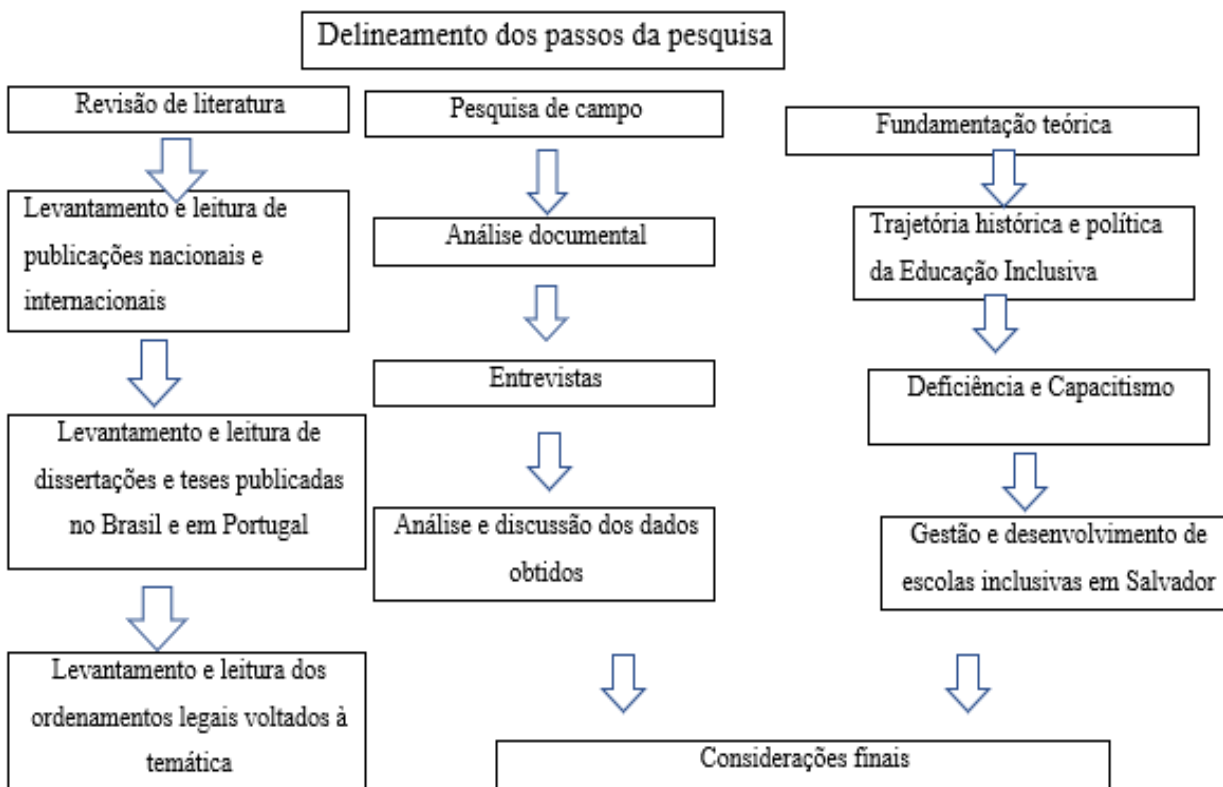 Delineamento dos passos da pesquisa
Revisão de literatura
Levantamento e leitura de
publicações nacionais e
internacionais
Levantamento e leitura de
dissertações e teses publicadas
no Brasil e em Portugal
Levantamento e leitura dos
ordenamentos legais voltados à
temática
Pesquisa de campo
Análise documental
Entrevistas
Análise e discussão dos dados
obtidos
Fundamentação teórica
Trajetória histórica e política
da Educação Inclusiva
Deficiência e Capacitismo
Gestão e desenvolvimento de
escolas inclusivas em Salvador
Considerações finais